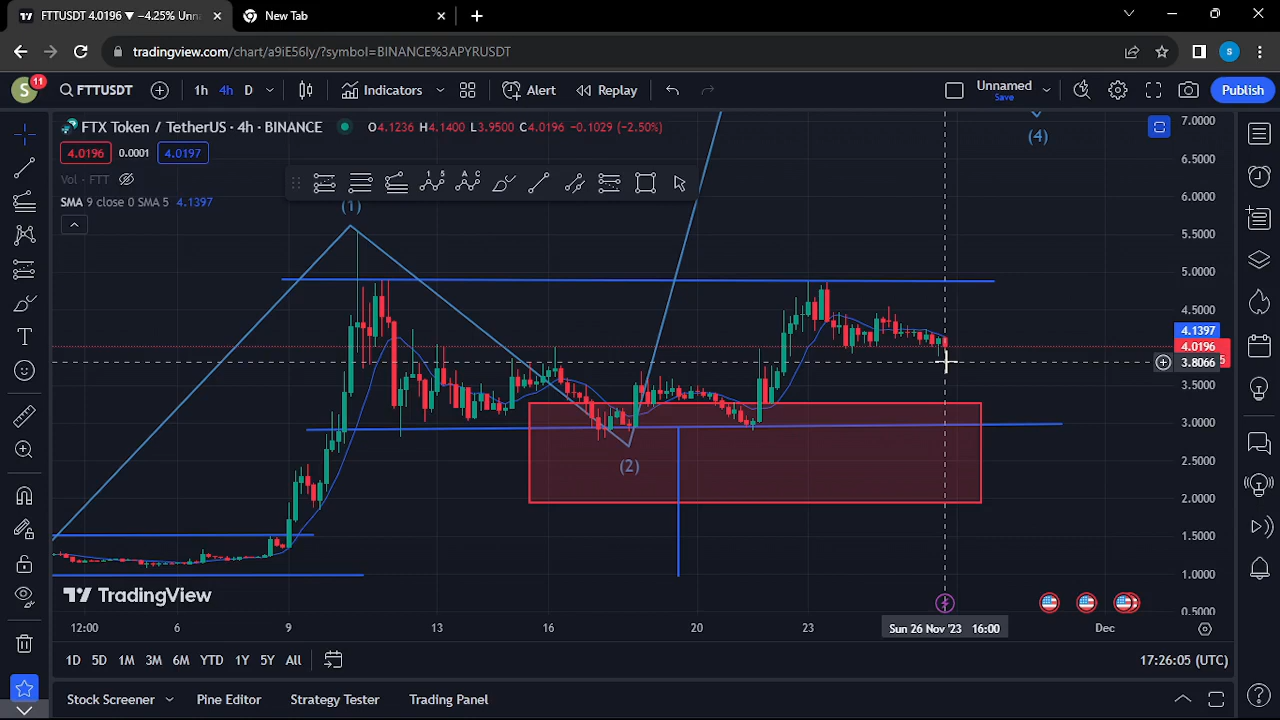 FTTUSDT 4.0196 ▼ −4.25% Unna
New Tab
tradingview.com/chart/a9iE56ly/?symbol=BINANCE%3APYRUSDT
S
S
11
FTTUSDT
1h 4h D
Indicators
Alert
Replay
Unnamed
Save
Publish
FTX Token / TetherUS · 4h · BINANCE
O4.1236 H4.1400 L3.9500 C4.0196 −0.1029 (−2.50%)
4.0196 0.0001 4.0197
Vol · FTT
SMA 9 close 0 SMA 5 4.1397
(1)
(2)
(4)
7.0000
6.5000
6.0000
5.5000
5.0000
4.5000
4.1397
4.0196
3.8066
3.5000
3.0000
2.5000
2.0000
1.5000
1.0000
0.5000
TradingView
12:00 6 9 13 16 20 23 Sun 26 Nov '23 16:00 Dec
1D 5D 1M 3M 6M YTD 1Y 5Y All
17:26:05 (UTC)
Stock Screener Pine Editor Strategy Tester Trading Panel